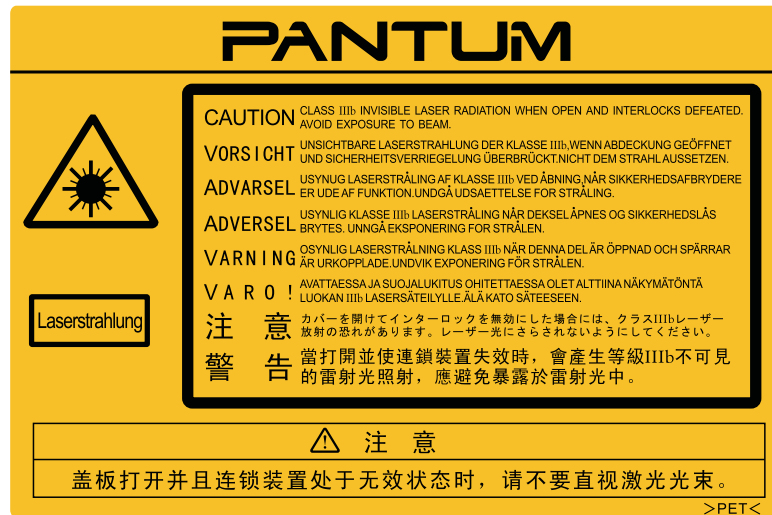 PANTUM
CAUTION CLASS IIIb INVISIBLE LASER RADIATION WHEN OPEN AND INTERLOCKS DEFEATED.
AVOID EXPOSURE TO BEAM.
VORSICHT UNSICHTBARE LASERSTRAHLUNG DER KLASSE IIIb,WENN ABDECKUNG GEÖFFNET
UND SICHERHEITSVERRIEGELUNG ÜBERBRÜCKT.NICHT DEM STRAHL AUSSETZEN.
ADVARSEL USYNUG LASERSTRÅLING AF KLASSE IIIb VED ÅBNING,NÅR SIKKERHEDSAFBRYDERE
ER UDE AF FUNKTION.UNDGÅ UDSAETTELSE FOR STRÅLING.
ADVERSEL USYNLIG KLASSE IIIb LASERSTRÅLING NÅR DEKSEL ÅPNES OG SIKKERHEDSLÅS
BRYTES. UNNGÅ EKSPONERING FOR STRÅLEN.
VARNING OSYNLIG LASERSTRÅLNING KLASS IIIb NÄR DENNA DEL ÄR ÖPPNAD OCH SPÄRRAR
ÄR URKOPPLADE.UNDVIK EXPONERING FÖR STRÅLEN.
VARO! AVATTAESSA JA SUOJALUKITUS OHITETTAESSA OLET ALTTIINA NÄKYMÄTÖNTÄ
LUOKAN IIIb LASERSÄTEILYLLE.ÄLÄ KATO SÄTEESEEN.
注 意 カバーを開けてインターロックを無効にした場合には、クラスIIIbレーザー
放射の恐れがあります。レーザー光にさらされないようにしてください。
警 告 當打開並使連鎖裝置失效時，會產生等級IIIb不可見
的雷射光照射，應避免暴露於雷射光中。
Laserstrahlung
注 意
盖板打开并且连锁装置处于无效状态时，请不要直视激光光束。
>PET<